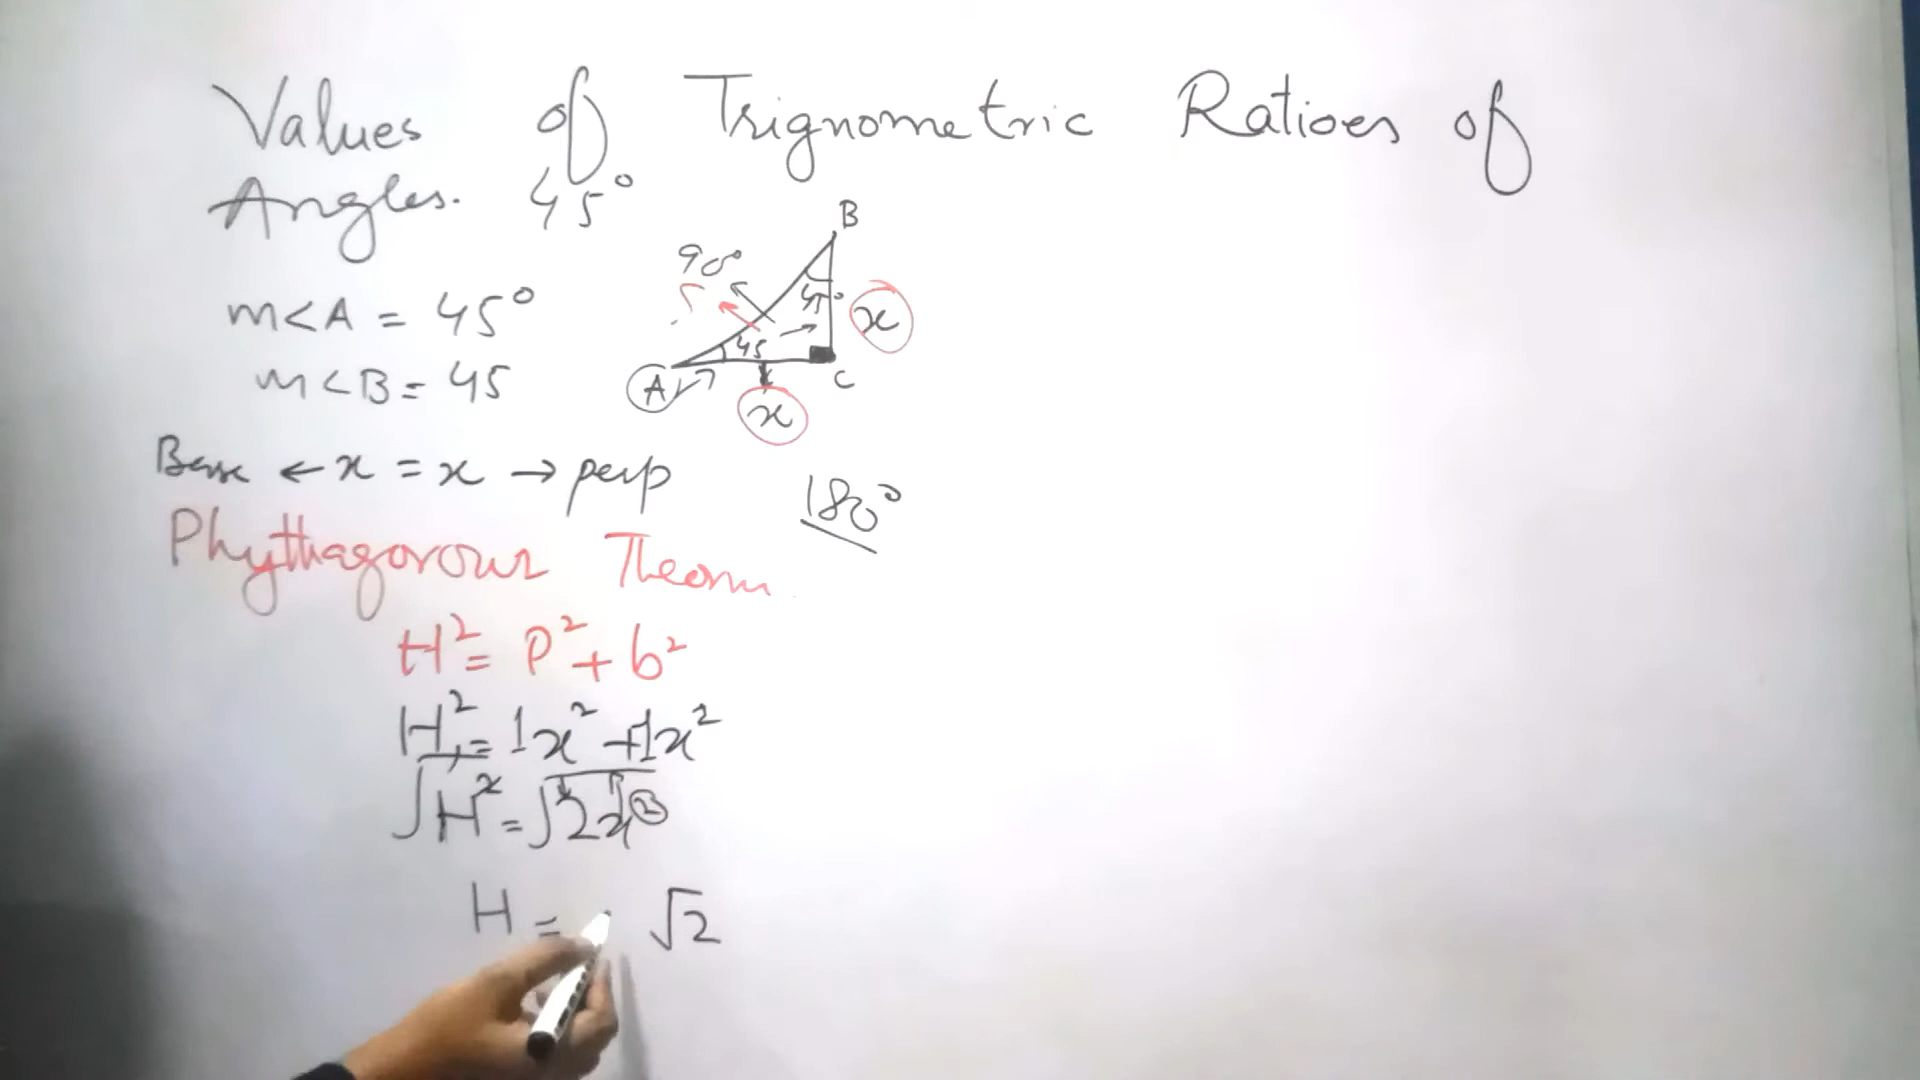 Values of Trignometric Ratioes of
Angles. 45°
B
90°
45°
x
m<A = 45°
45
A
C
m<B = 45
x
Base ← x = x → perp
180°
Phythagorous Theorm
H² = P² + b²
H² = 1x² + 1x²
√H² = √2x²
H = √2